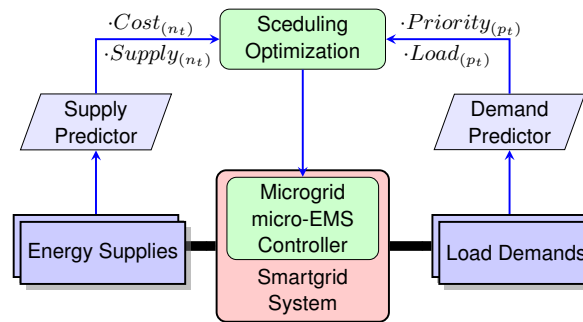 ·Cost(nt)
·Supply(nt)
Sceduling
Optimization
·Priority(pt)
·Load(pt)
Supply
Predictor
Demand
Predictor
Energy Supplies
Microgrid
micro-EMS
Controller
Smartgrid
System
Load Demands